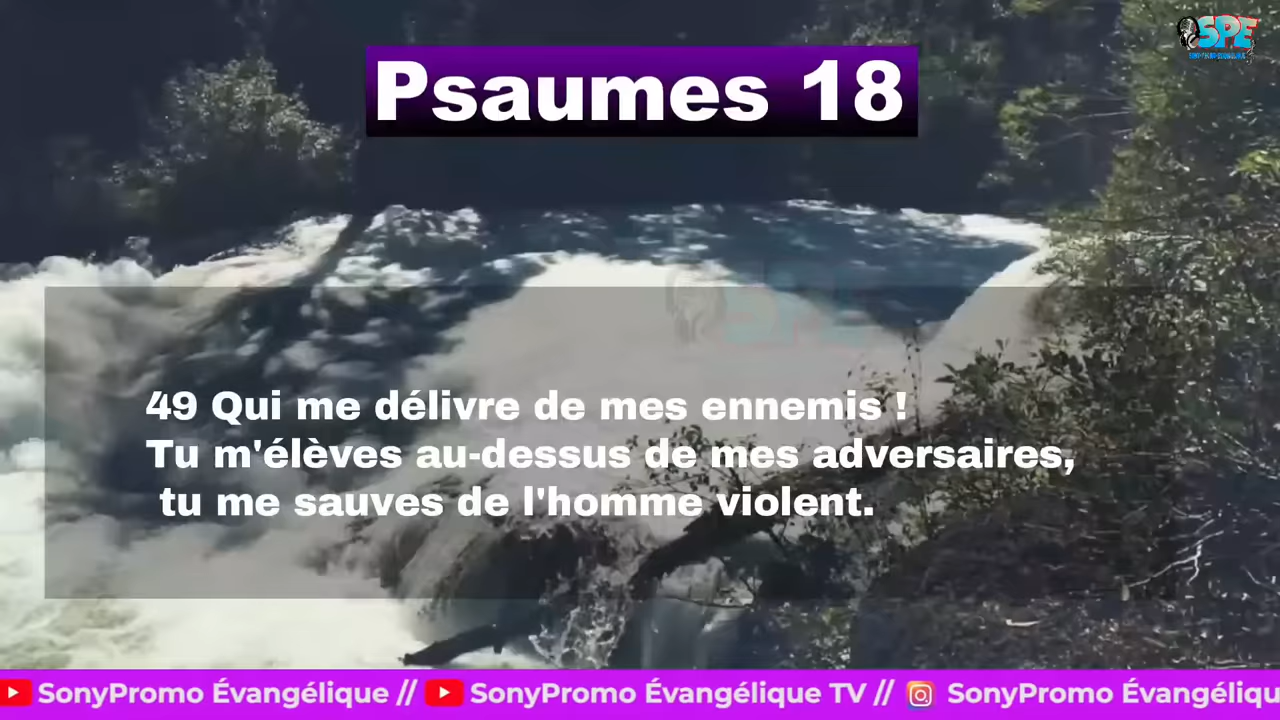 SPE
Psaumes 18
49 Qui me délivre de mes ennemis !
Tu m'élèves au-dessus de mes adversaires,
tu me sauves de l'homme violent.
SonyPromo Évangélique // SonyPromo Évangélique TV // SonyPromo Évangéliqu